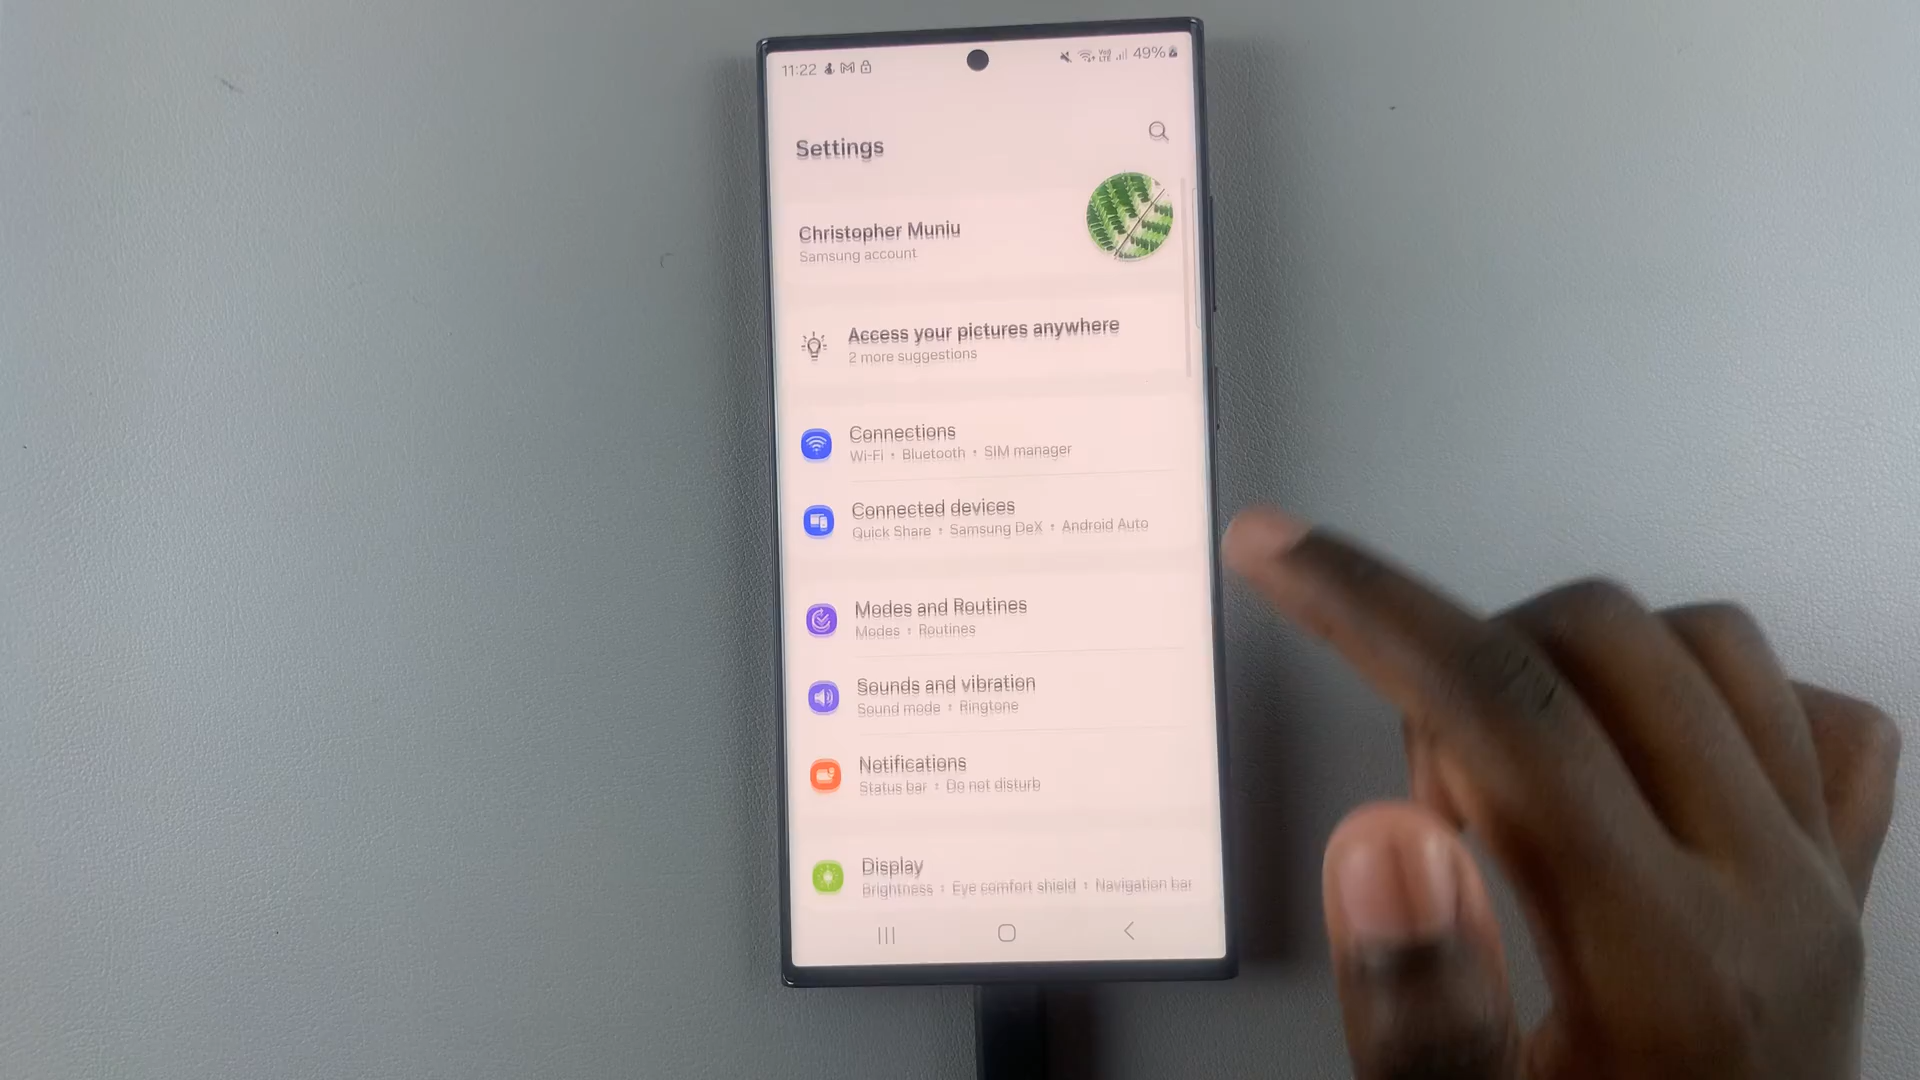 11:22
49%
Settings
Christopher Muniu
Samsung account
Access your pictures anywhere
2 more suggestions
Connections
Wi-Fi • Bluetooth • SIM manager
Connected devices
Quick Share • Samsung DeX • Android Auto
Modes and Routines
Modes • Routines
Sounds and vibration
Sound mode • Ringtone
Notifications
Status bar • Do not disturb
Display
Brightness • Eye comfort shield • Navigation bar